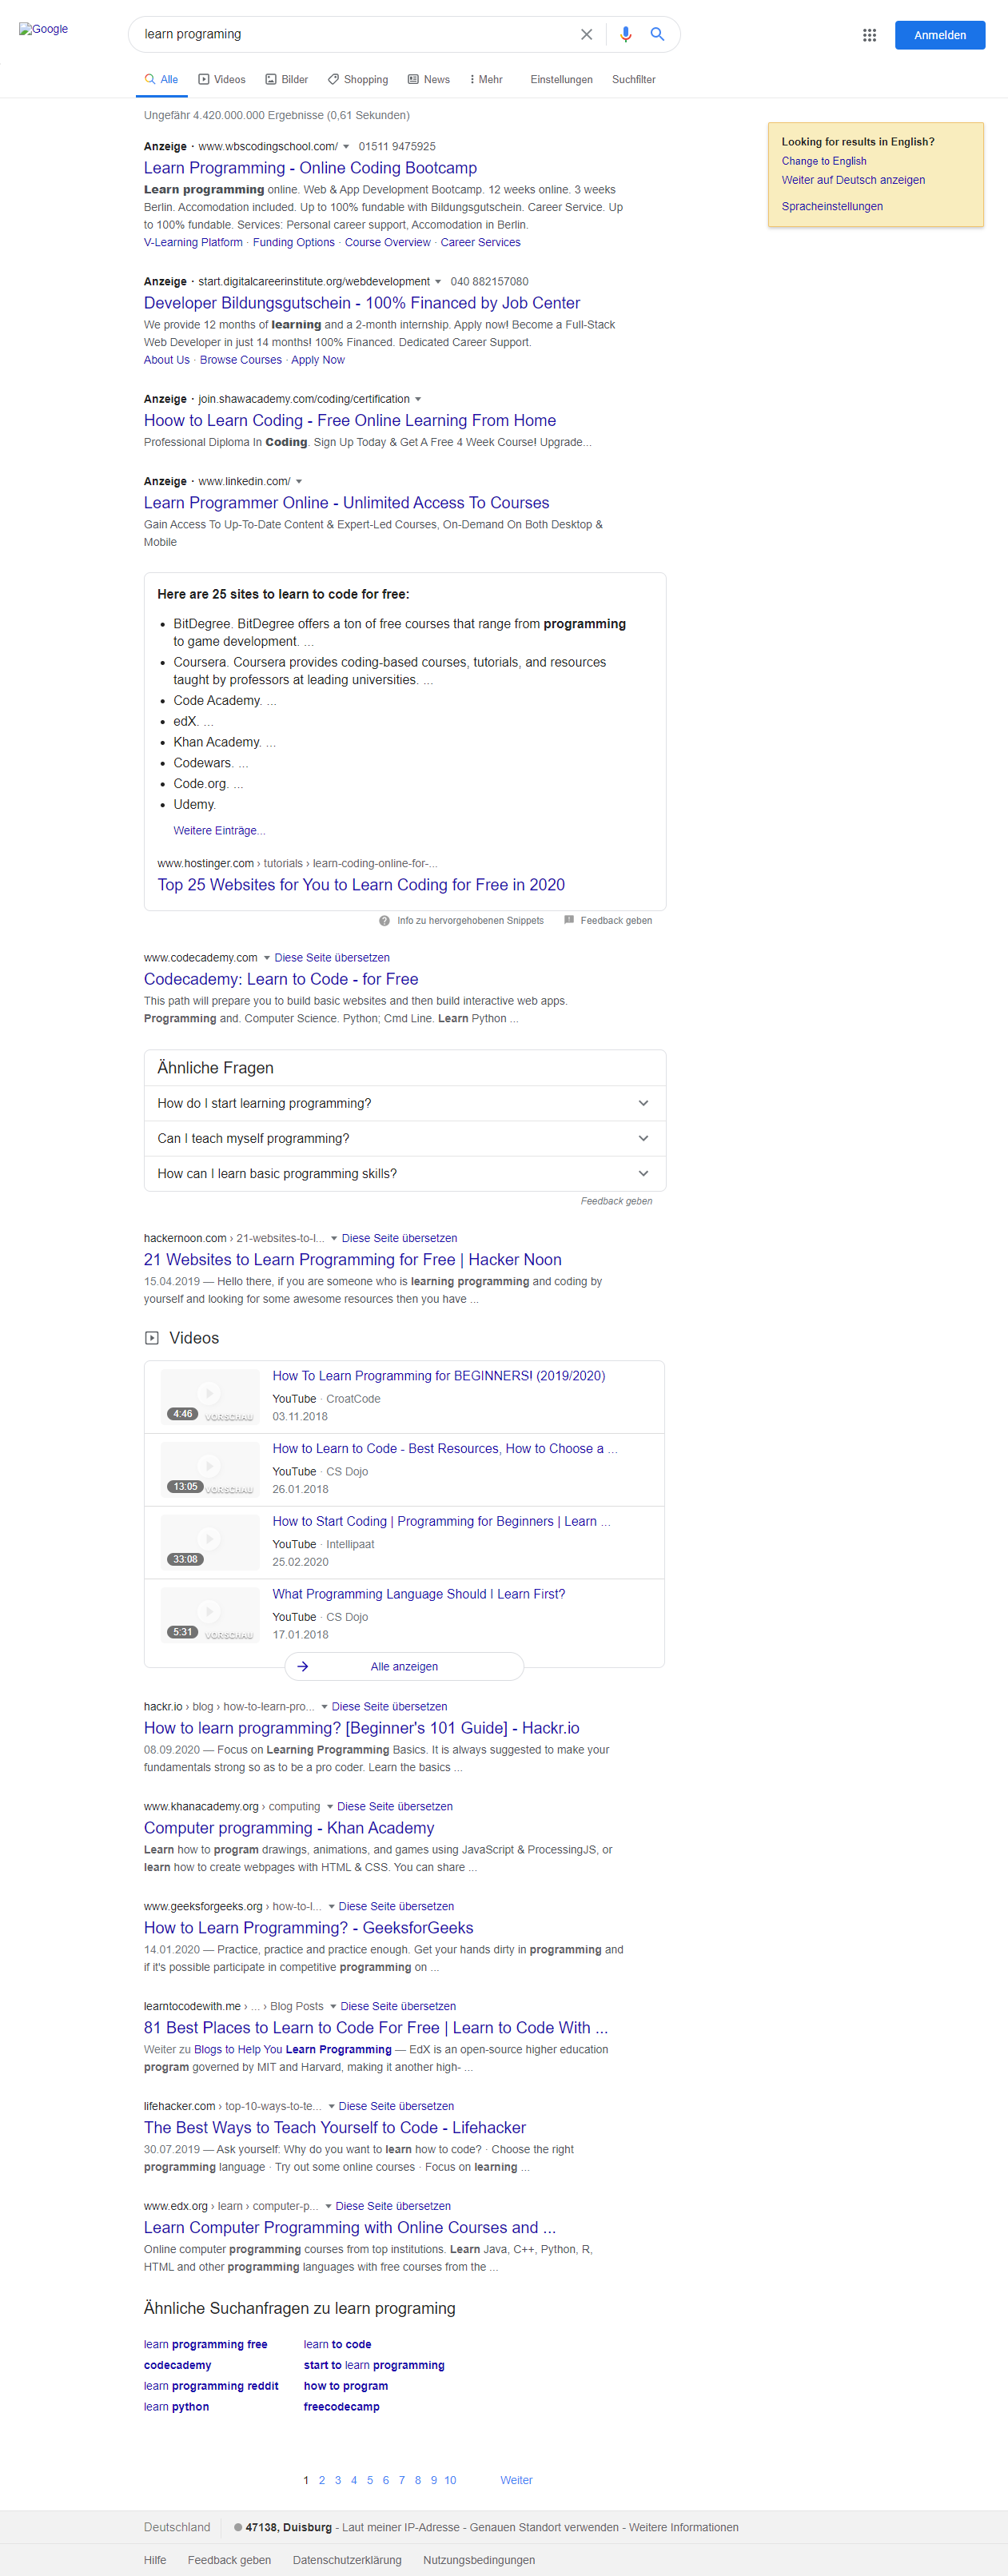 Google
learn programing
Anmelden
Alle Videos Bilder Shopping News Mehr Einstellungen Suchfilter
Ungefähr 4.420.000.000 Ergebnisse (0,61 Sekunden)
Looking for results in English?
Change to English
Weiter auf Deutsch anzeigen
Spracheinstellungen
Anzeige · www.wbscodingschool.com/ 01511 9475925
Learn Programming - Online Coding Bootcamp
Learn programming online. Web & App Development Bootcamp. 12 weeks online. 3 weeks
Berlin. Accomodation included. Up to 100% fundable with Bildungsgutschein. Career Service. Up
to 100% fundable. Services: Personal career support, Accomodation in Berlin.
V-Learning Platform · Funding Options · Course Overview · Career Services
Anzeige · start.digitalcareerinstitute.org/webdevelopment 040 882157080
Developer Bildungsgutschein - 100% Financed by Job Center
We provide 12 months of learning and a 2-month internship. Apply now! Become a Full-Stack
Web Developer in just 14 months! 100% Financed. Dedicated Career Support.
About Us · Browse Courses · Apply Now
Anzeige · join.shawacademy.com/coding/certification
Hoow to Learn Coding - Free Online Learning From Home
Professional Diploma In Coding. Sign Up Today & Get A Free 4 Week Course! Upgrade...
Anzeige · www.linkedin.com/
Learn Programmer Online - Unlimited Access To Courses
Gain Access To Up-To-Date Content & Expert-Led Courses, On-Demand On Both Desktop &
Mobile
Here are 25 sites to learn to code for free:
• BitDegree. BitDegree offers a ton of free courses that range from programming
to game development. ...
• Coursera. Coursera provides coding-based courses, tutorials, and resources
taught by professors at leading universities. ...
• Code Academy. ...
• edX. ...
• Khan Academy. ...
• Codewars. ...
• Code.org. ...
• Udemy.
Weitere Einträge...
www.hostinger.com › tutorials › learn-coding-online-for-...
Top 25 Websites for You to Learn Coding for Free in 2020
Info zu hervorgehobenen Snippets Feedback geben
www.codecademy.com Diese Seite übersetzen
Codecademy: Learn to Code - for Free
This path will prepare you to build basic websites and then build interactive web apps.
Programming and. Computer Science. Python; Cmd Line. Learn Python ...
Ähnliche Fragen
How do I start learning programming?
Can I teach myself programming?
How can I learn basic programming skills?
Feedback geben
hackernoon.com › 21-websites-to-l... Diese Seite übersetzen
21 Websites to Learn Programming for Free | Hacker Noon
15.04.2019 — Hello there, if you are someone who is learning programming and coding by
yourself and looking for some awesome resources then you have ...
Videos
How To Learn Programming for BEGINNERS! (2019/2020)
YouTube · CroatCode
4:46 VORSCHAU
03.11.2018
How to Learn to Code - Best Resources, How to Choose a ...
YouTube · CS Dojo
13:05 VORSCHAU
26.01.2018
How to Start Coding | Programming for Beginners | Learn ...
YouTube · Intellipaat
33:08
25.02.2020
What Programming Language Should I Learn First?
YouTube · CS Dojo
5:31 VORSCHAU
17.01.2018
Alle anzeigen
hackr.io › blog › how-to-learn-pro... Diese Seite übersetzen
How to learn programming? [Beginner's 101 Guide] - Hackr.io
08.09.2020 — Focus on Learning Programming Basics. It is always suggested to make your
fundamentals strong so as to be a pro coder. Learn the basics ...
www.khanacademy.org › computing Diese Seite übersetzen
Computer programming - Khan Academy
Learn how to program drawings, animations, and games using JavaScript & ProcessingJS, or
learn how to create webpages with HTML & CSS. You can share ...
www.geeksforgeeks.org › how-to-l... Diese Seite übersetzen
How to Learn Programming? - GeeksforGeeks
14.01.2020 — Practice, practice and practice enough. Get your hands dirty in programming and
if it's possible participate in competitive programming on ...
learntocodewith.me › ... › Blog Posts Diese Seite übersetzen
81 Best Places to Learn to Code For Free | Learn to Code With ...
Weiter zu Blogs to Help You Learn Programming — EdX is an open-source higher education
program governed by MIT and Harvard, making it another high- ...
lifehacker.com › top-10-ways-to-te... Diese Seite übersetzen
The Best Ways to Teach Yourself to Code - Lifehacker
30.07.2019 — Ask yourself: Why do you want to learn how to code? · Choose the right
programming language · Try out some online courses · Focus on learning ...
www.edx.org › learn › computer-p... Diese Seite übersetzen
Learn Computer Programming with Online Courses and ...
Online computer programming courses from top institutions. Learn Java, C++, Python, R,
HTML and other programming languages with free courses from the ...
Ähnliche Suchanfragen zu learn programing
learn programming free learn to code
codecademy start to learn programming
learn programming reddit how to program
learn python freecodecamp
1 2 3 4 5 6 7 8 9 10 Weiter
Deutschland 47138, Duisburg - Laut meiner IP-Adresse - Genauen Standort verwenden - Weitere Informationen
Hilfe Feedback geben Datenschutzerklärung Nutzungsbedingungen